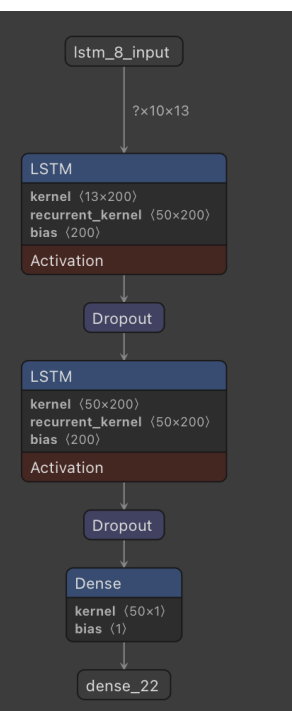 lstm_8_input
?×10×13
LSTM
kernel ⟨13×200⟩
recurrent_kernel ⟨50×200⟩
bias ⟨200⟩
Activation
Dropout
LSTM
kernel ⟨50×200⟩
recurrent_kernel ⟨50×200⟩
bias ⟨200⟩
Activation
Dropout
Dense
kernel ⟨50×1⟩
bias ⟨1⟩
dense_22